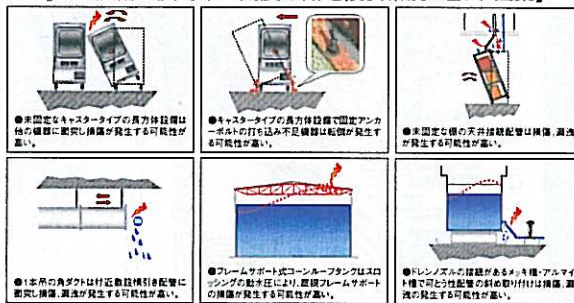 ●未固定なキャスタータイプの長方体設備は
他の機器に衝突し損傷が発生する可能性が
高い。
●キャスタータイプの長方体設備で固定アンカ
ーボルトの打ち込み不足機器は転倒が発生す
る可能性が高い。
●未固定な棚の天井接続配管は損傷、漏洩
が発生する可能性が高い。
●1本吊の角ダクトは付近敷設横引き配管に
衝突し損傷、漏洩が発生する可能性が高い。
●フレームサポート式コーンルーフタンクはスロ
ッシングの動水圧により、屋根フレームサポート
の損傷が発生する可能性が高い。
●ドレンノズルの接続があるメッキ槽・アルマイ
ト槽で可とう性配管の斜め取り付けは損傷、漏
洩の発生する可能性が高い。